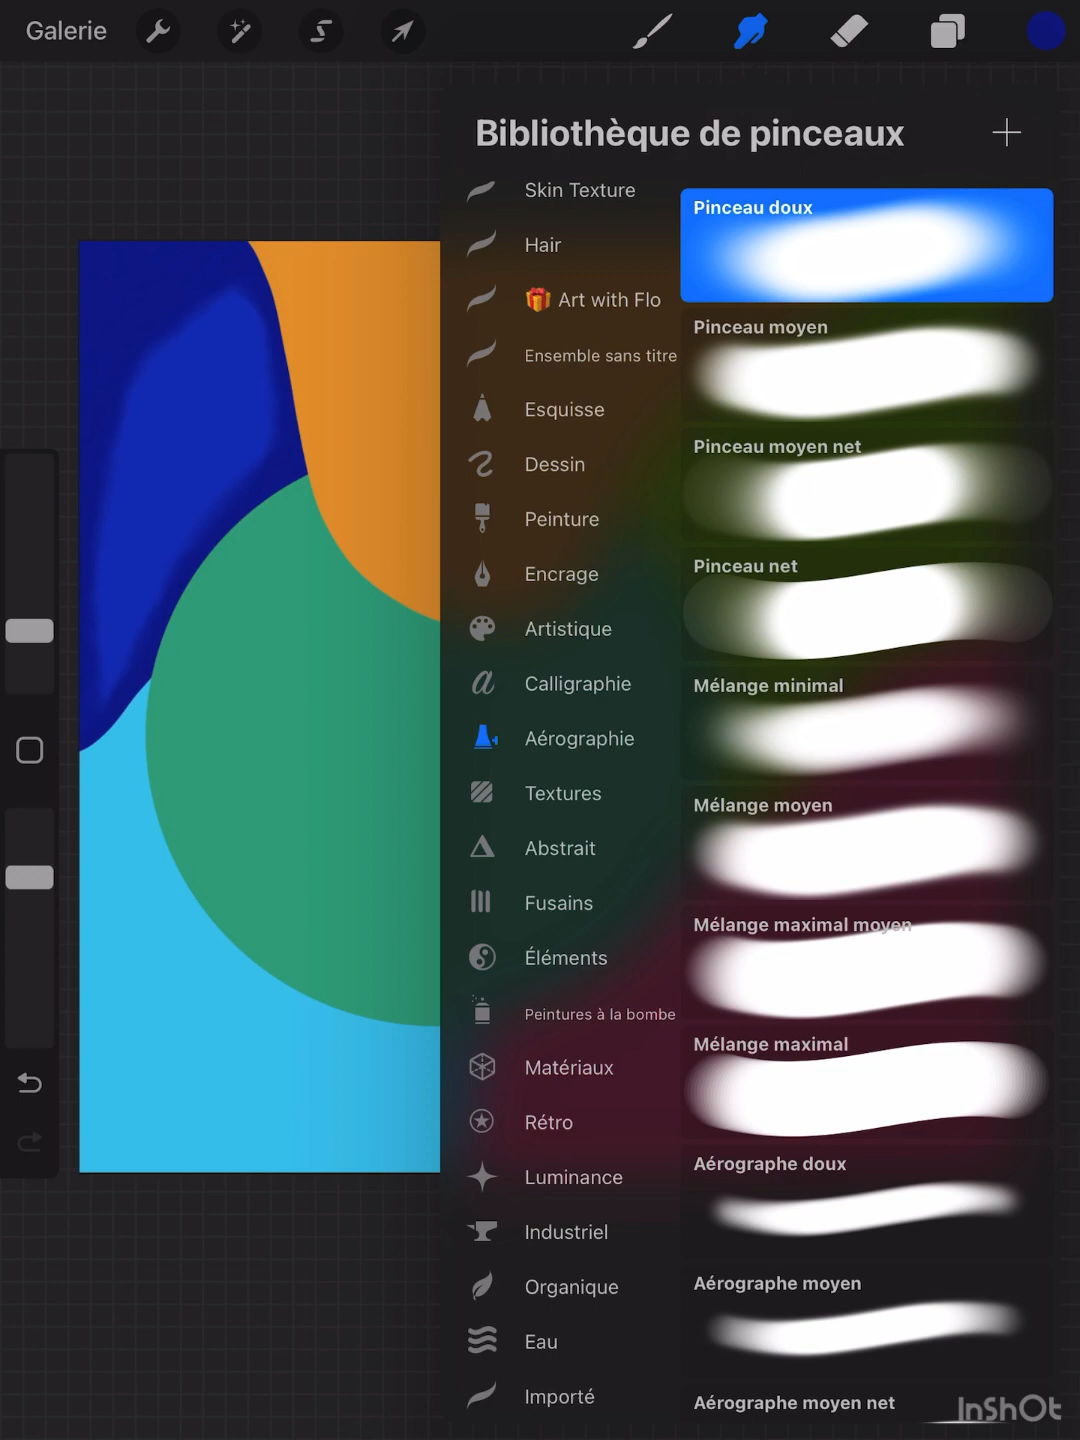 Galerie
Bibliothèque de pinceaux
Skin Texture
Hair
🎁 Art with Flo
Ensemble sans titre
Esquisse
Dessin
Peinture
Encrage
Artistique
Calligraphie
Aérographie
Textures
Abstrait
Fusains
Éléments
Peintures à la bombe
Matériaux
Rétro
Luminance
Industriel
Organique
Eau
Importé
Pinceau doux
Pinceau moyen
Pinceau moyen net
Pinceau net
Mélange minimal
Mélange moyen
Mélange maximal moyen
Mélange maximal
Aérographe doux
Aérographe moyen
Aérographe moyen net
InShOt